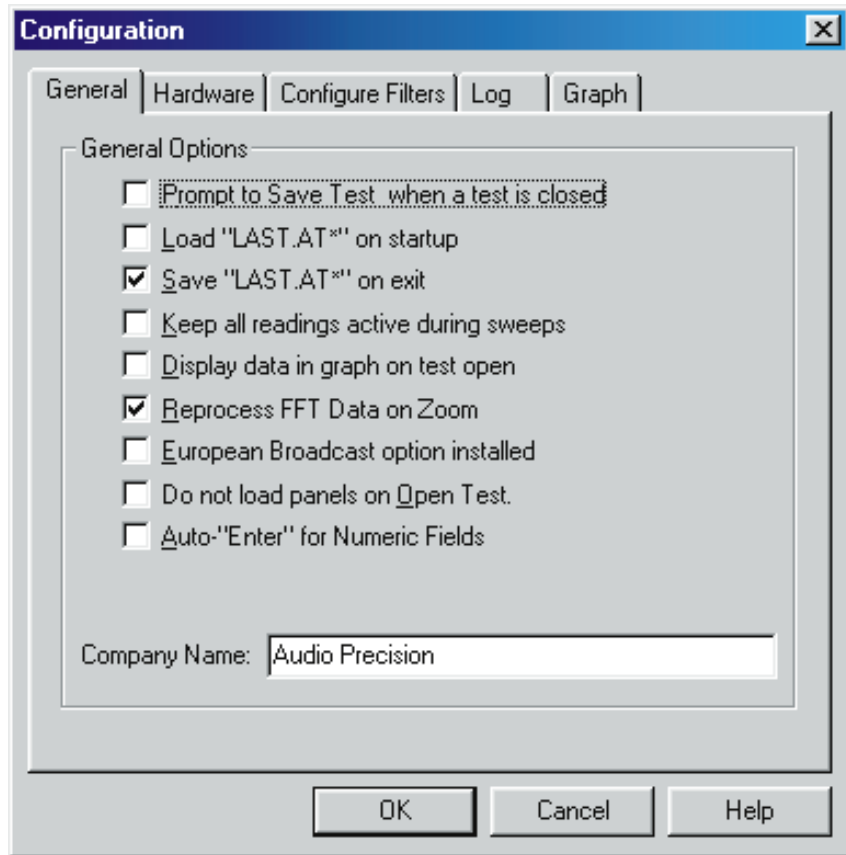 Configuration
General Hardware Configure Filters Log Graph
General Options
Prompt to Save Test when a test is closed
Load "LAST.AT*" on startup
Save "LAST.AT*" on exit
Keep all readings active during sweeps
Display data in graph on test open
Reprocess FFT Data on Zoom
European Broadcast option installed
Do not load panels on Open Test.
Auto-"Enter" for Numeric Fields
Company Name: Audio Precision
OK Cancel Help